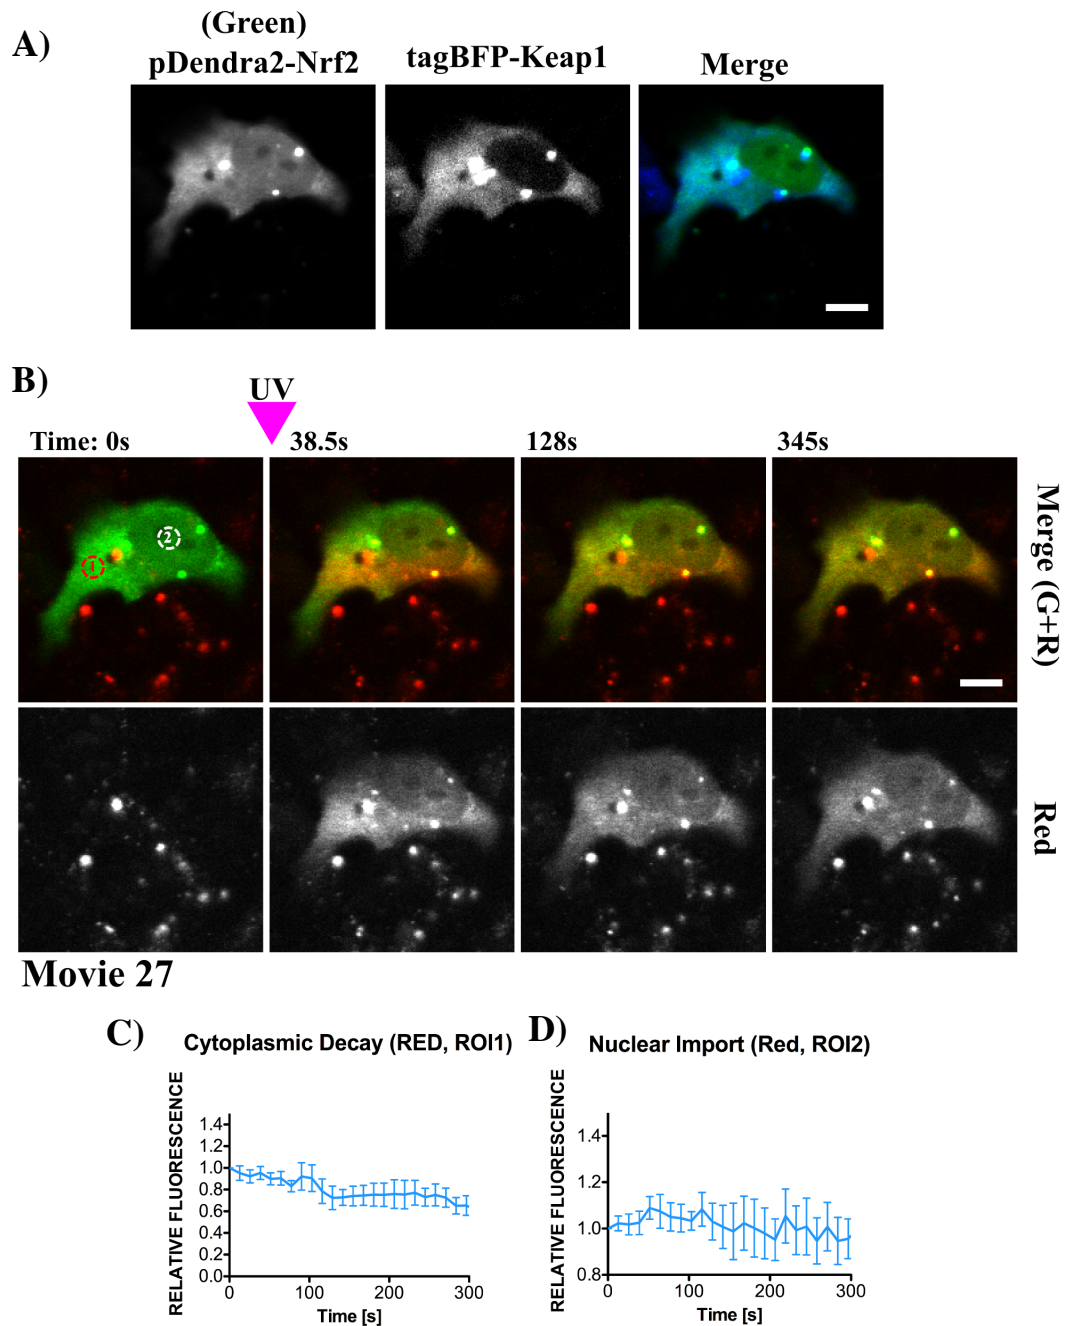 A)
(Green)
pDendra2-Nrf2
tagBFP-Keap1
Merge
B)
UV
Time: 0s
38.5s
128s
345s
1
2
Merge (G+R)
Red
Movie 27
C)
Cytoplasmic Decay (RED, ROI1)
RELATIVE FLUORESCENCE
1.4
1.2
1.0
0.8
0.6
0.4
0.2
0.0
0
100
200
300
Time [s]
D)
Nuclear Import (Red, ROI2)
RELATIVE FLUORESCENCE
1.4
1.2
1.0
0.8
0
100
200
300
Time [s]